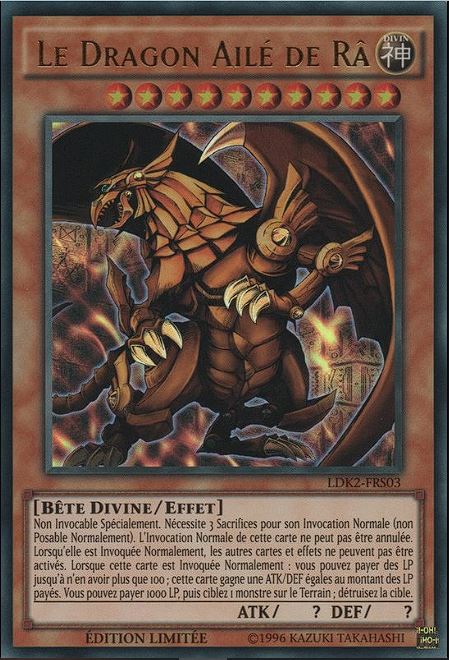 LE DRAGON AILÉ DE RÂ
DIVIN
神
LDK2-FRS03
[BÊTE DIVINE/EFFET]
Non Invocable Spécialement. Nécessite 3 Sacrifices pour son Invocation Normale (non
Posable Normalement). L'Invocation Normale de cette carte ne peut pas être annulée.
Lorsqu'elle est Invoquée Normalement, les autres cartes et effets ne peuvent pas être
activés. Lorsque cette carte est Invoquée Normalement : vous pouvez payer des LP
jusqu'à n'en avoir plus que 100 ; cette carte gagne une ATK/DEF égales au montant des LP
payés. Vous pouvez payer 1000 LP, puis ciblez 1 monstre sur le Terrain ; détruisez la cible.
ATK/ ? DEF/ ?
ÉDITION LIMITÉE
©1996 KAZUKI TAKAHASHI